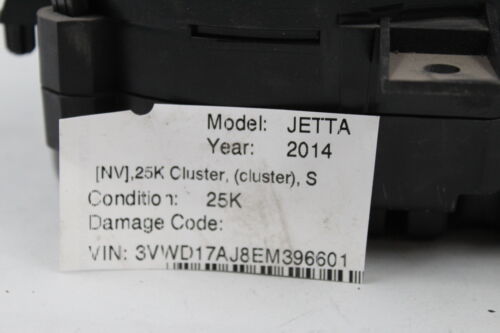 Model: JETTA
Year: 2014
[NV],25K Cluster, (cluster), S
Condition: 25K
Damage Code:
VIN: 3VWD17AJ8EM396601